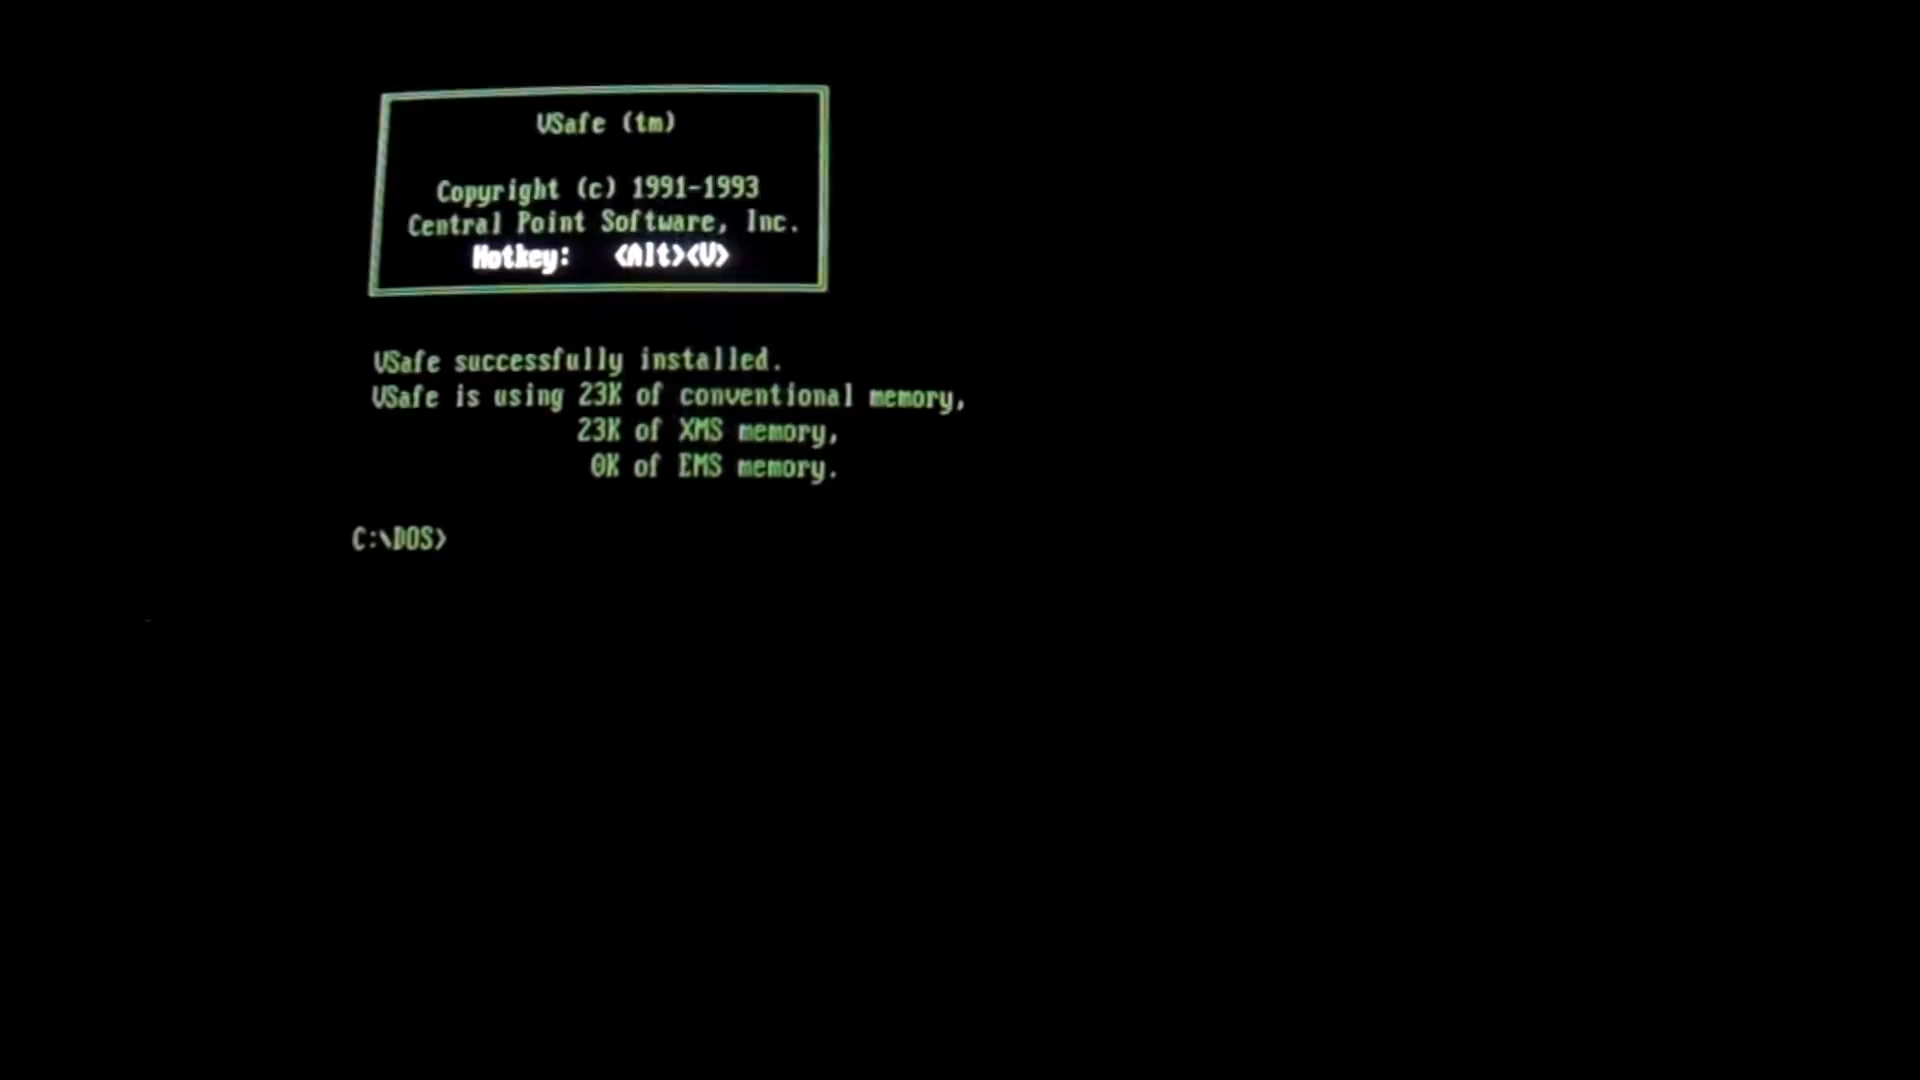 VSafe (tm)
Copyright (c) 1991-1993
Central Point Software, Inc.
Hotkey: <Alt><V>
VSafe successfully installed.
VSafe is using 23K of conventional memory,
23K of XMS memory,
0K of EMS memory.
C:\DOS>